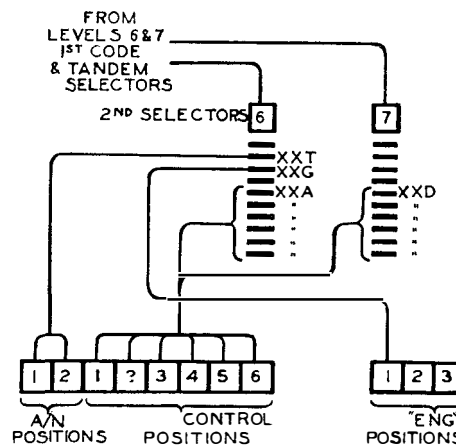 FROM
LEVELS 6&7
1ST CODE
& TANDEM
SELECTORS
2ND SELECTORS 6 7
XXT
XXG
XXA XXD
" "
" "
" "
" "
" "
1 2 1 ? 3 4 5 6 1 2 3
A/N POSITIONS
CONTROL POSITIONS
"ENG POSITIONS